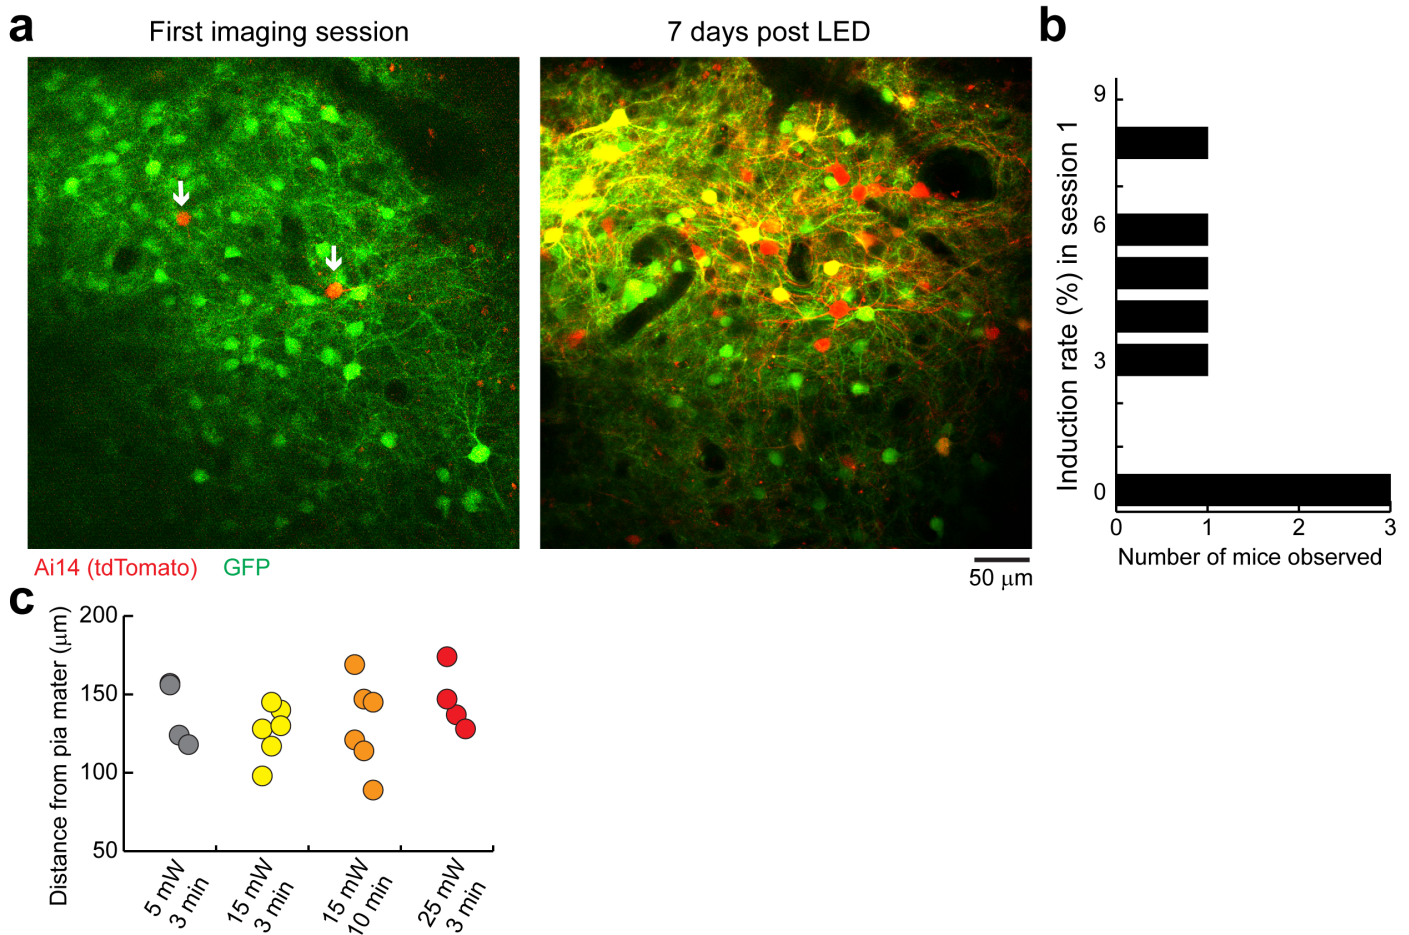 a
First imaging session
7 days post LED
Ai14 (tdTomato) GFP
50 μm
b
Induction rate (%) in session 1
9
6
3
0
0 1 2 3
Number of mice observed
c
Distance from pia mater (μm)
200
150
100
50
5 mW
3 min
15 mW
3 min
15 mW
10 min
25 mW
3 min